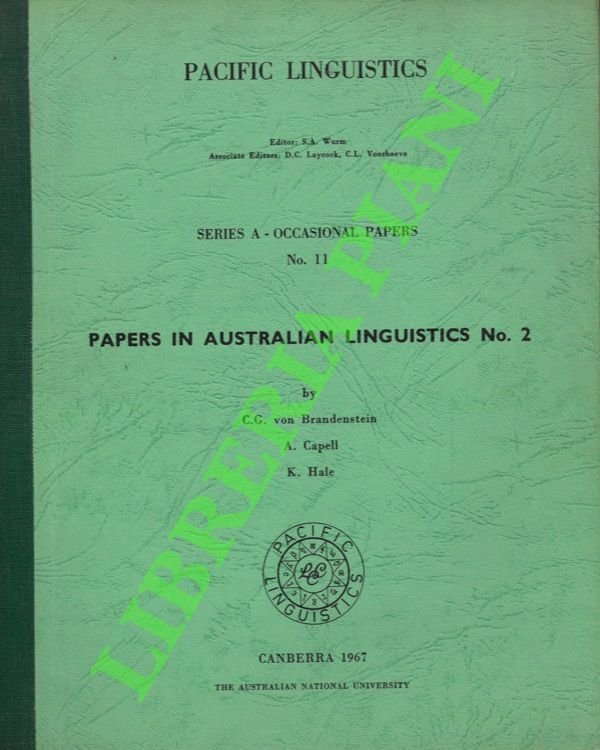 PACIFIC LINGUISTICS
Editor; S.A. Wurm
Associate Editors: D.C. Laycock, C.L. Voorhoeve
SERIES A - OCCASIONAL PAPERS
No. 11
PAPERS IN AUSTRALIAN LINGUISTICS No. 2
by
C.G. von Brandenstein
A. Capell
K. Hale
PACIFIC
LINGUISTICS
CANBERRA 1967
THE AUSTRALIAN NATIONAL UNIVERSITY
LIBRERIA PIANI